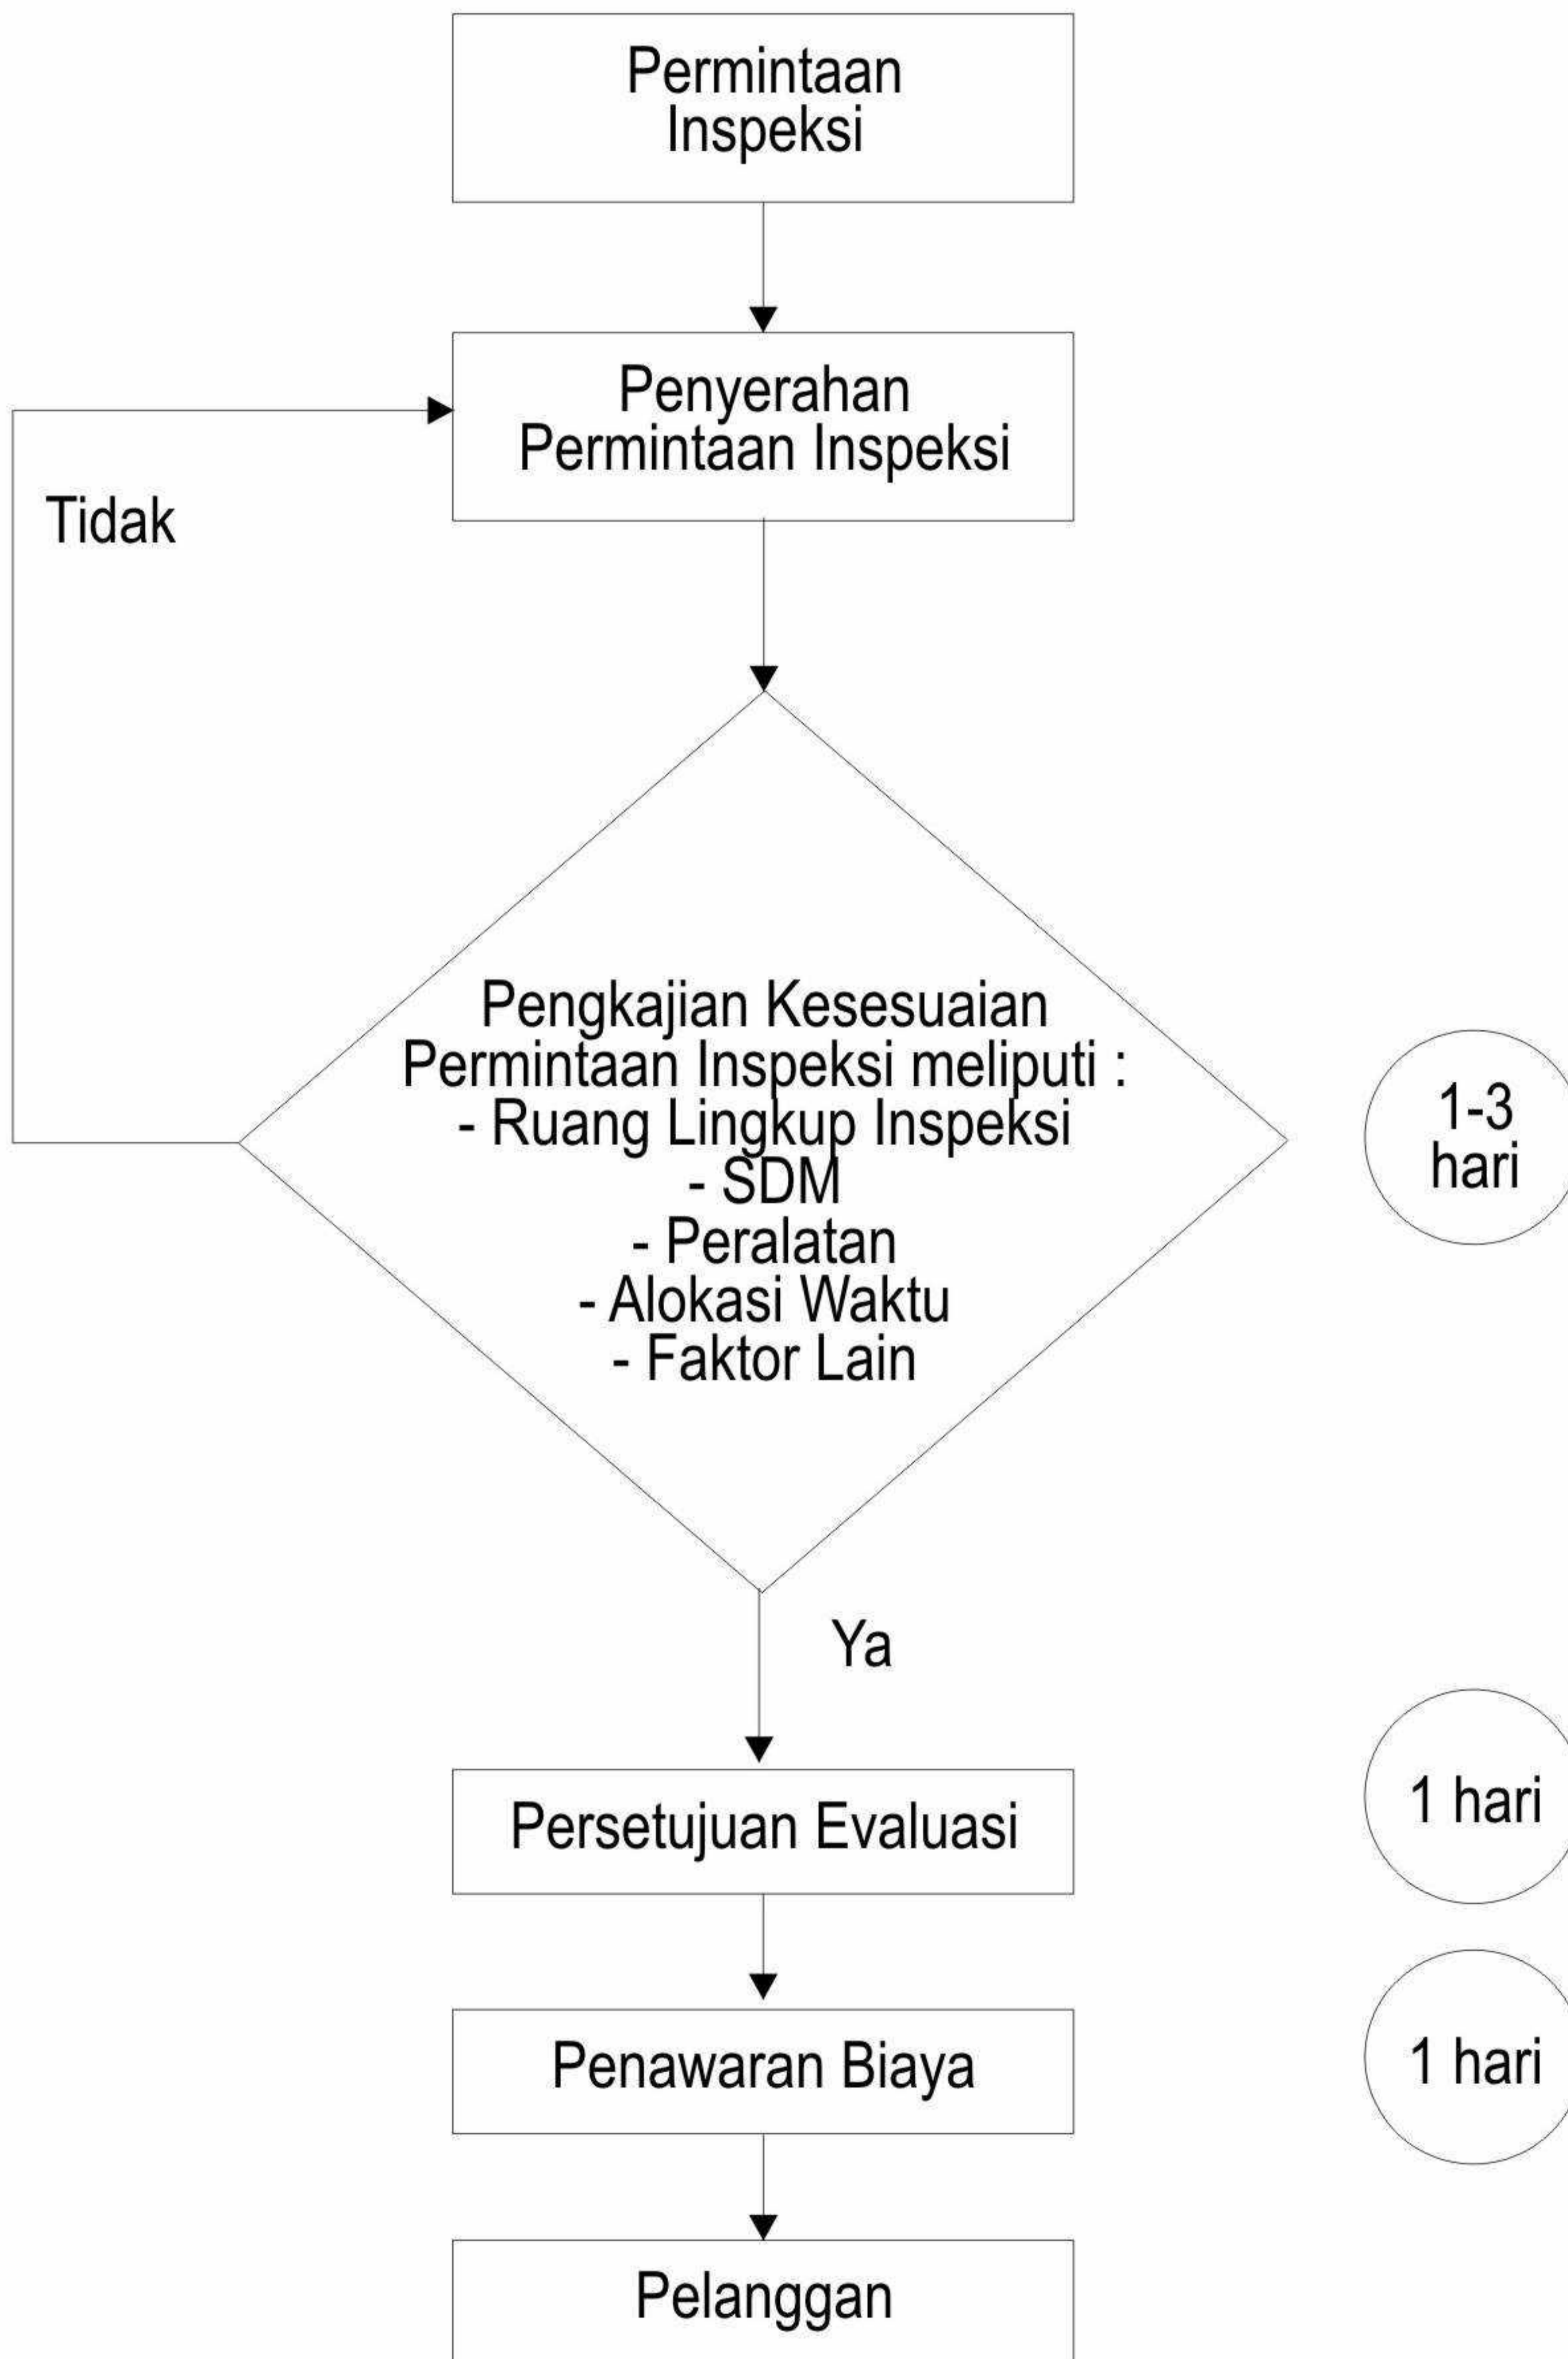 Permintaan
Inspeksi
Penyerahan
Permintaan Inspeksi
Tidak
Pengkajian Kesesuaian
Permintaan Inspeksi meliputi :
- Ruang Lingkup Inspeksi
- SDM
- Peralatan
- Alokasi Waktu
- Faktor Lain
1-3
hari
Ya
Persetujuan Evaluasi
1 hari
Penawaran Biaya
1 hari
Pelanggan